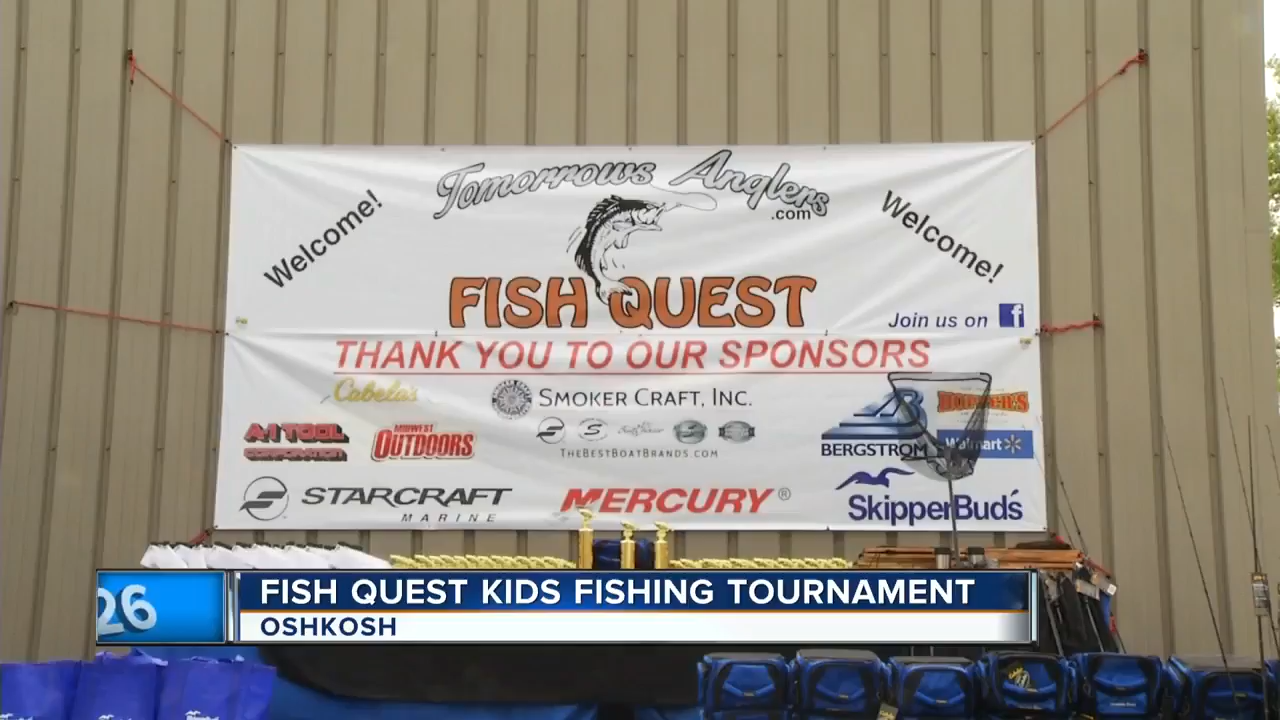 Tomorrows Anglers
.com
Welcome!
Welcome!
FISH QUEST
Join us on f
THANK YOU TO OUR SPONSORS
Cabela's
SMOKER CRAFT, INC.
A-1 TOOL
CORPORATION
MIDWEST
OUTDOORS
THEBESTBOATBRANDS.COM
BERGSTROM
Walmart
STARCRAFT
MARINE
MERCURY®
SkipperBud's
26
FISH QUEST KIDS FISHING TOURNAMENT
OSHKOSH